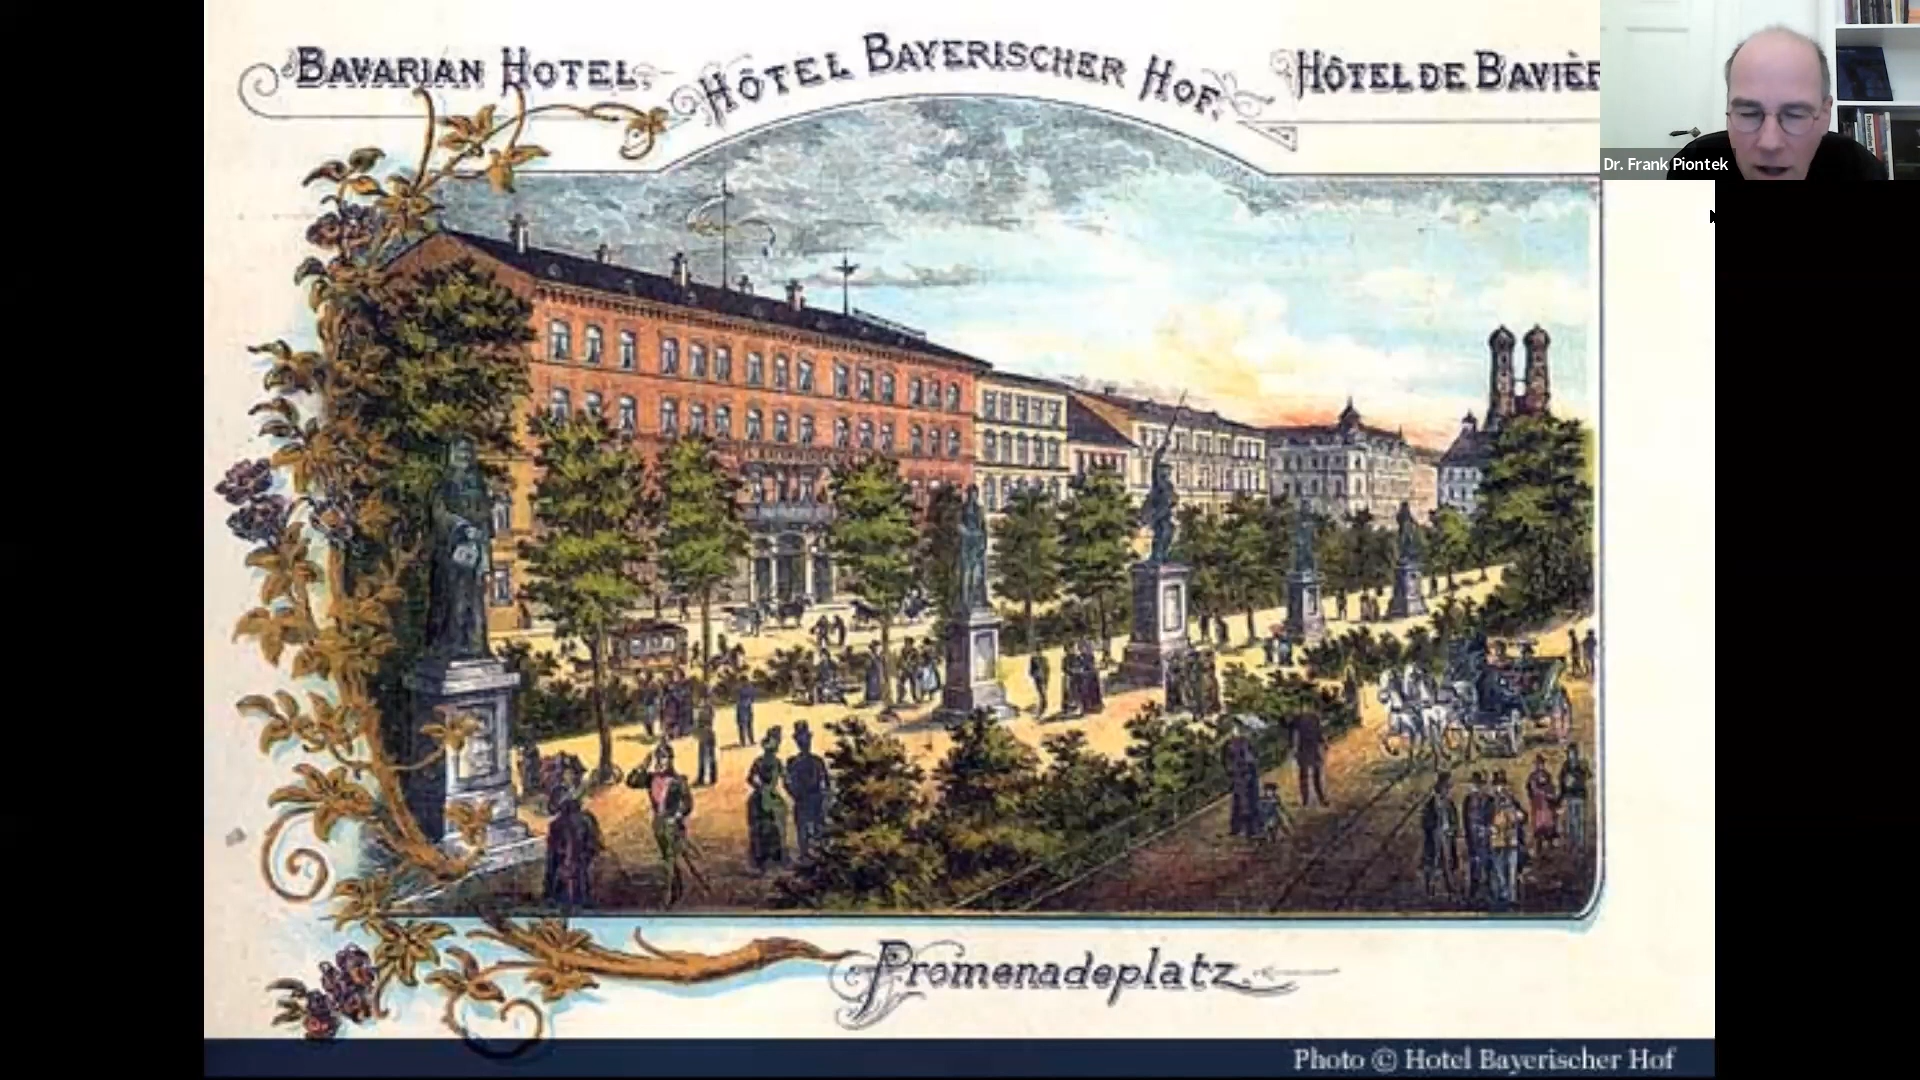 BAVARIAN HOTEL.
HÔTEL BAYERISCHER HOF.
HÔTEL DE BAVIÈR
Dr. Frank Piontek
Promenadeplatz.
Photo © Hotel Bayerischer Hof